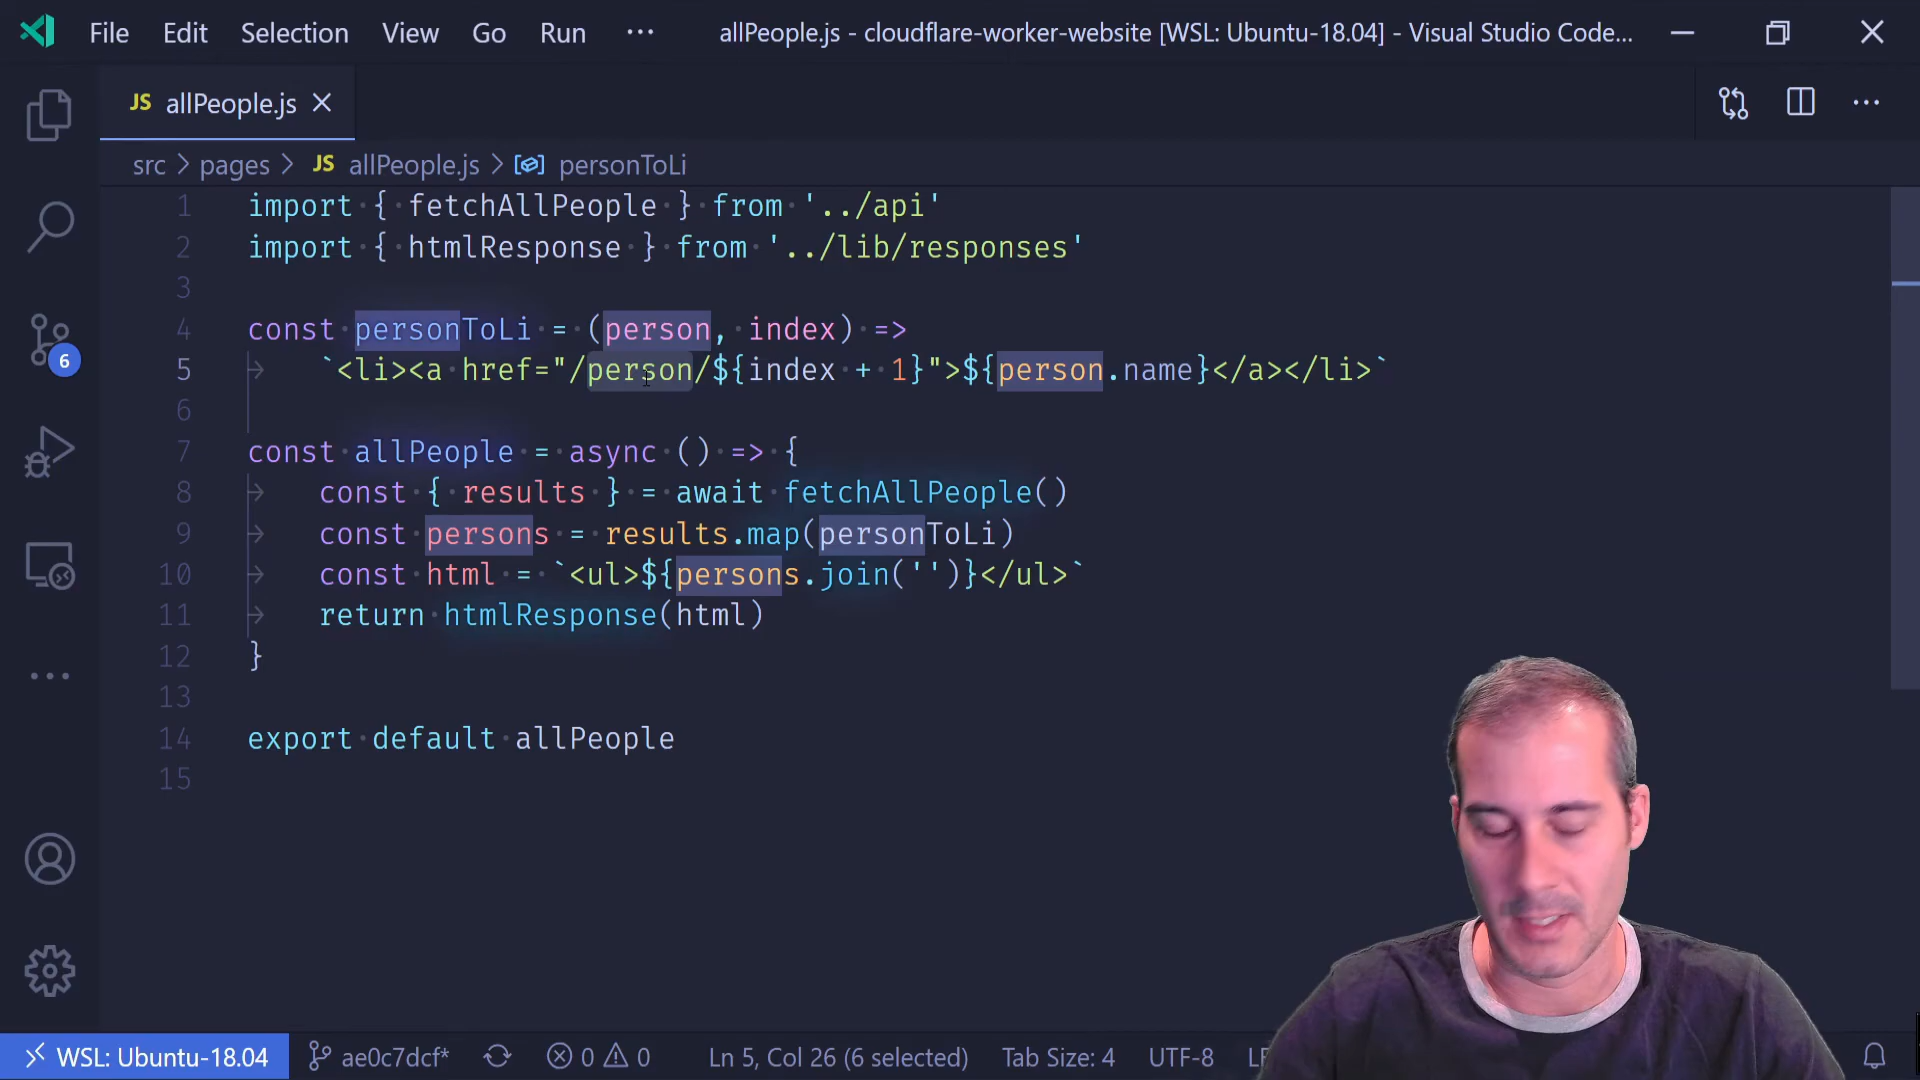 File Edit Selection View Go Run ··· allPeople.js - cloudflare-worker-website [WSL: Ubuntu-18.04] - Visual Studio Code...
JS allPeople.js
src > pages > JS allPeople.js > personToLi
1 import { fetchAllPeople } from '../api'
2 import { htmlResponse } from '../lib/responses'
3
4 const personToLi = (person, index) =>
5 `<li><a href="/person/${index + 1}">${person.name}</a></li>`
6
7 const allPeople = async () => {
8 const { results } = await fetchAllPeople()
9 const persons = results.map(personToLi)
10 const html = `<ul>${persons.join('')}</ul>`
11 return htmlResponse(html)
12 }
13
14 export default allPeople
15
6
WSL: Ubuntu-18.04 ae0c7dcf* 0 0 Ln 5, Col 26 (6 selected) Tab Size: 4 UTF-8